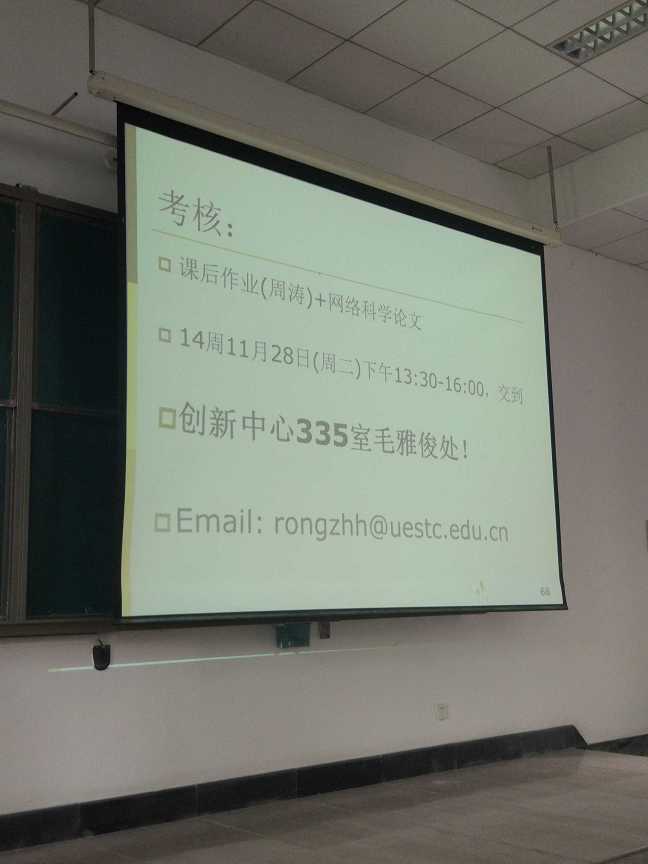 考核：
课后作业(周涛)+网络科学论文
14周11月28日(周二)下午13:30-16:00，交到
创新中心335室毛雅俊处！
Email: rongzhh@uestc.edu.cn
68